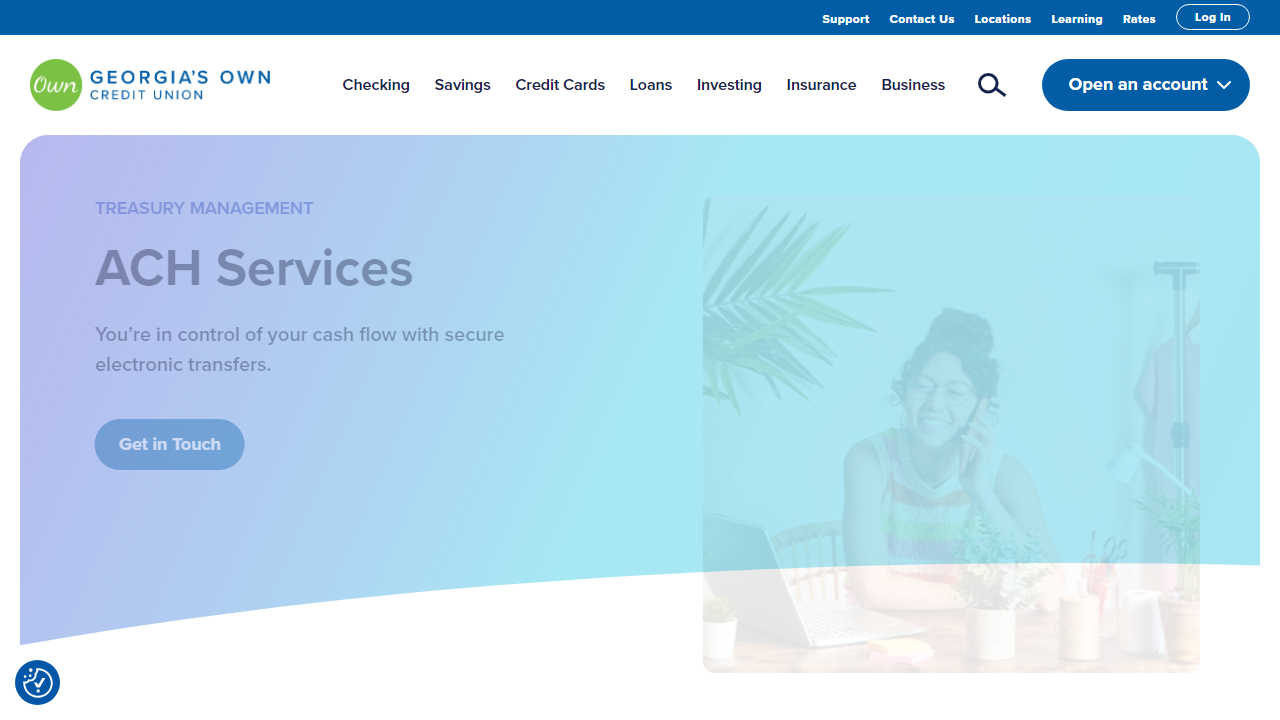 Support
Contact Us
Locations
Learning
Rates
Log In
Own
GEORGIA'S OWN
CREDIT UNION
Checking
Savings
Credit Cards
Loans
Investing
Insurance
Business
Open an account
TREASURY MANAGEMENT
ACH Services
You’re in control of your cash flow with secure
electronic transfers.
Get in Touch